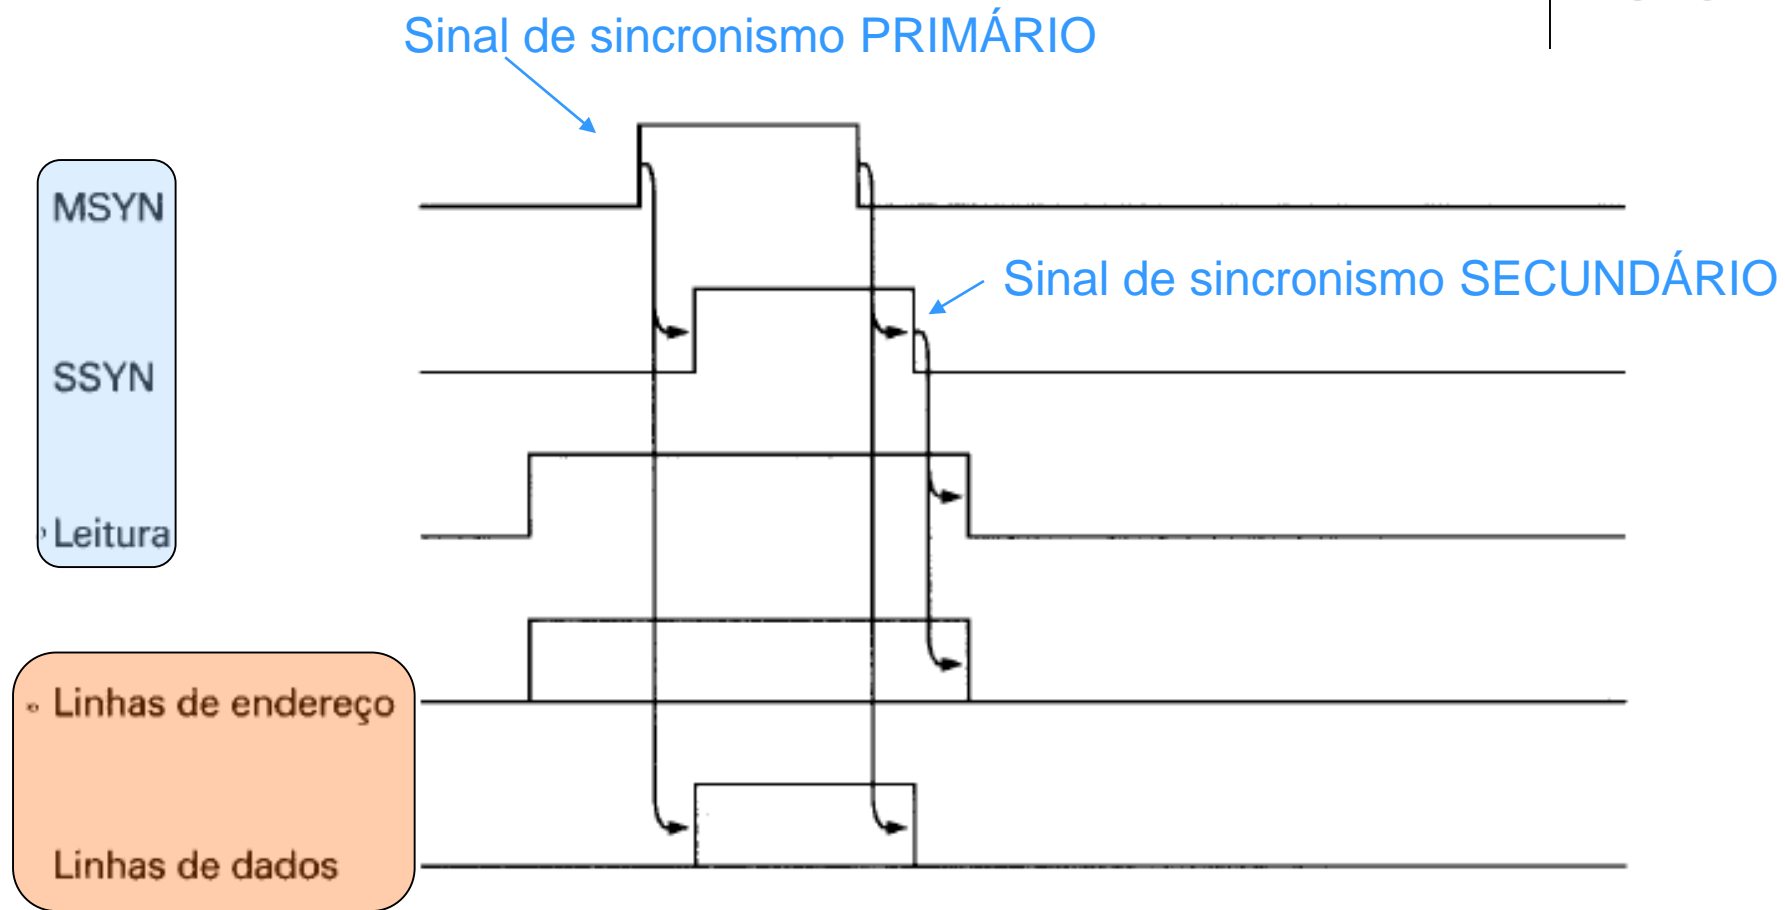 Sinal de sincronismo PRIMÁRIO
MSYN
Sinal de sincronismo SECUNDÁRIO
SSYN
Leitura
Linhas de endereço
Linhas de dados